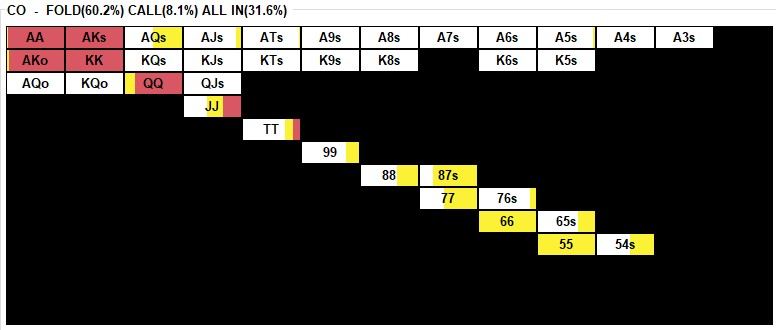 CO - FOLD(60.2%) CALL(8.1%) ALL IN(31.6%)
AA AKs AQs AJs ATs A9s A8s A7s A6s A5s A4s A3s
AKo KK KQs KJs KTs K9s K8s K6s K5s
AQo KQo QQ QJs
JJ
TT
99
88 87s
77 76s
66 65s
55 54s